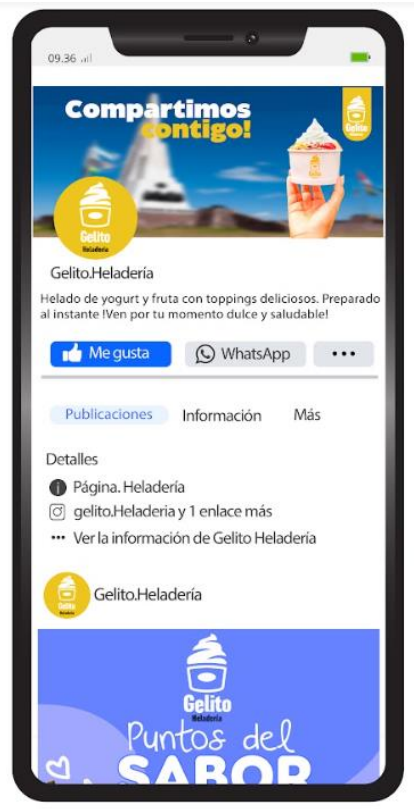 09.36
Compartimos
contigo!
Gelito
Heladería
Gelito
Heladería
Gelito.Heladería
Helado de yogurt y fruta con toppings deliciosos. Preparado
al instante !Ven por tu momento dulce y saludable!
Me gusta
WhatsApp
•••
Publicaciones
Información
Más
Detalles
Página. Heladería
gelito.Heladeria y 1 enlace más
••• Ver la información de Gelito Heladería
Gelito
Gelito.Heladería
Gelito
Heladería
Puntos del
SABOR